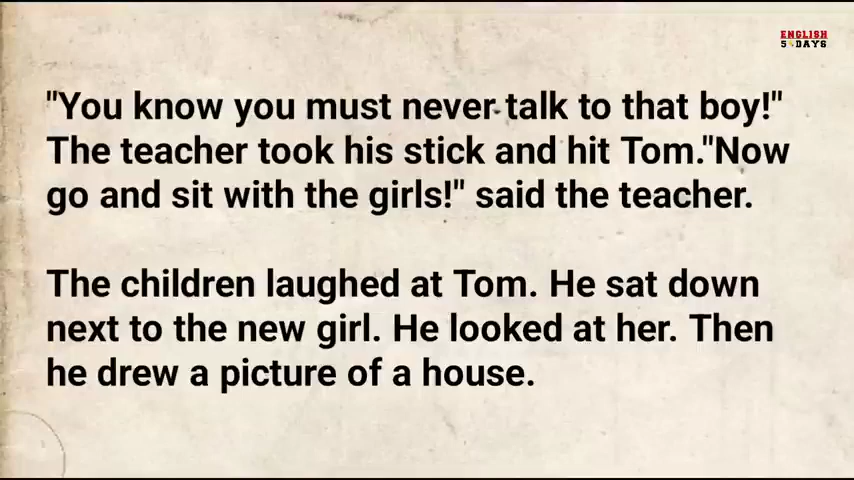 ENGLISH
5 DAYS
"You know you must never talk to that boy!"
The teacher took his stick and hit Tom."Now
go and sit with the girls!" said the teacher.
The children laughed at Tom. He sat down
next to the new girl. He looked at her. Then
he drew a picture of a house.